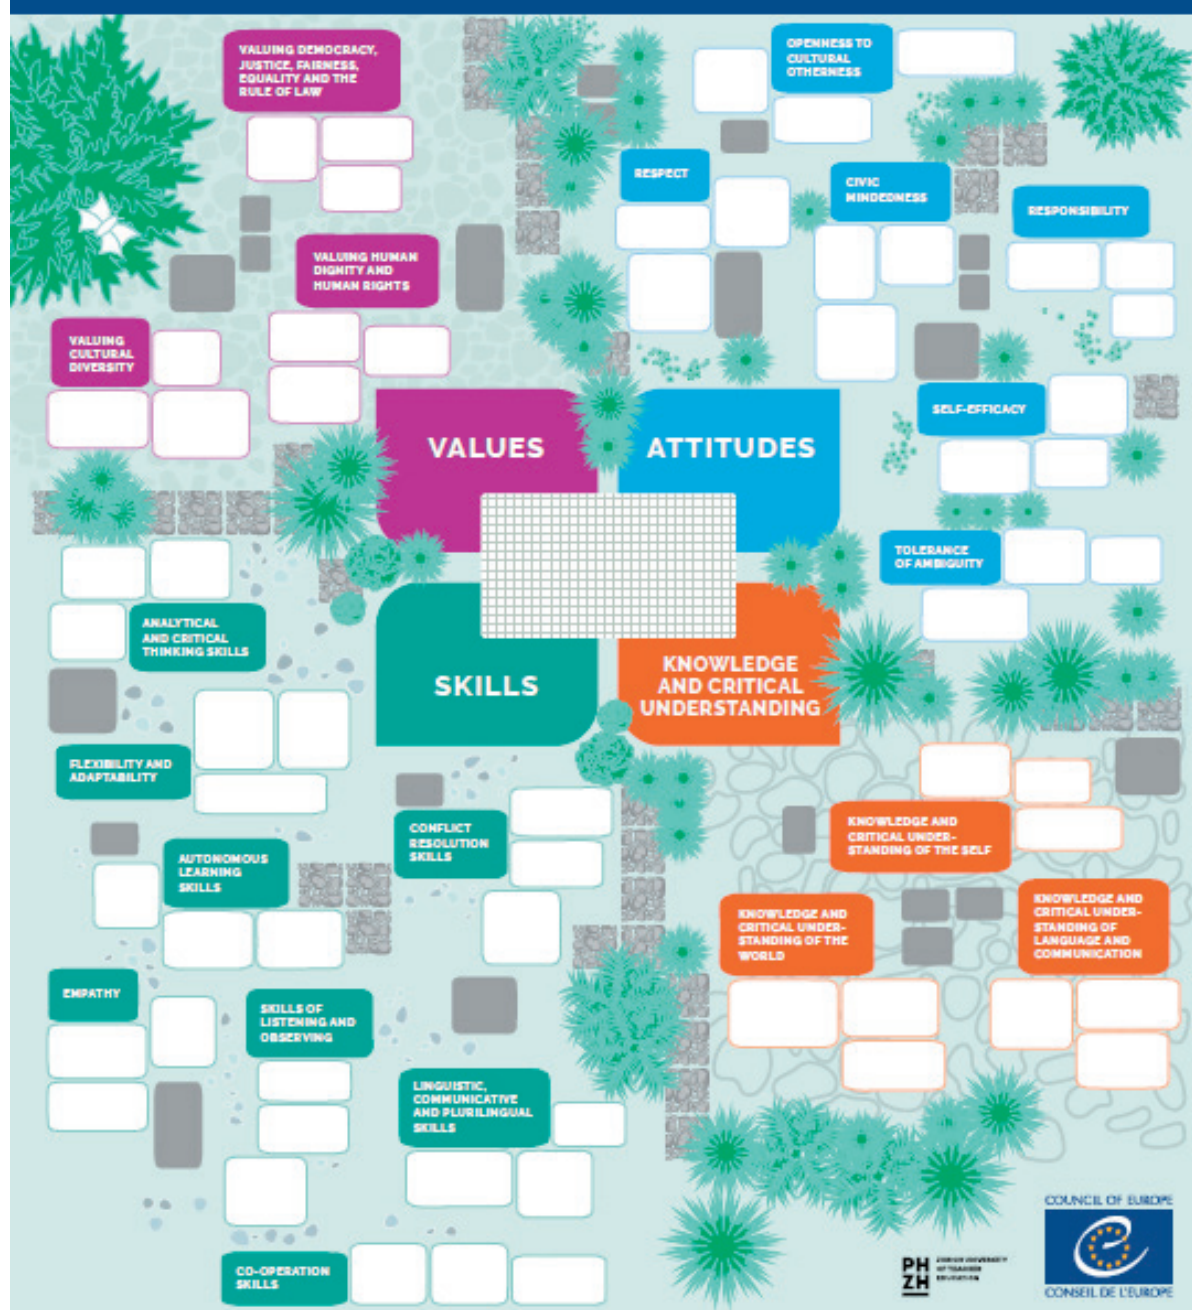 VALUING DEMOCRACY,
JUSTICE, FAIRNESS,
EQUALITY AND THE
RULE OF LAW
OPENNESS TO
CULTURAL
OTHERNESS
RESPECT
CIVIC
MINDEDNESS
RESPONSIBILITY
VALUING HUMAN
DIGNITY AND
HUMAN RIGHTS
VALUING
CULTURAL
DIVERSITY
SELF-EFFICACY
VALUES
ATTITUDES
TOLERANCE
OF AMBIGUITY
ANALYTICAL
AND CRITICAL
THINKING SKILLS
SKILLS
KNOWLEDGE
AND CRITICAL
UNDERSTANDING
FLEXIBILITY AND
ADAPTABILITY
CONFLICT
RESOLUTION
SKILLS
KNOWLEDGE AND
CRITICAL UNDER-
STANDING OF THE SELF
AUTONOMOUS
LEARNING
SKILLS
KNOWLEDGE AND
CRITICAL UNDER-
STANDING OF THE
WORLD
KNOWLEDGE AND
CRITICAL UNDER-
STANDING OF
LANGUAGE AND
COMMUNICATION
EMPATHY
SKILLS OF
LISTENING AND
OBSERVING
LINGUISTIC,
COMMUNICATIVE
AND PLURILINGUAL
SKILLS
CO-OPERATION
SKILLS
PH
ZH
ZURICH UNIVERSITY
OF TEACHER
EDUCATION
COUNCIL OF EUROPE
CONSEIL DE L'EUROPE